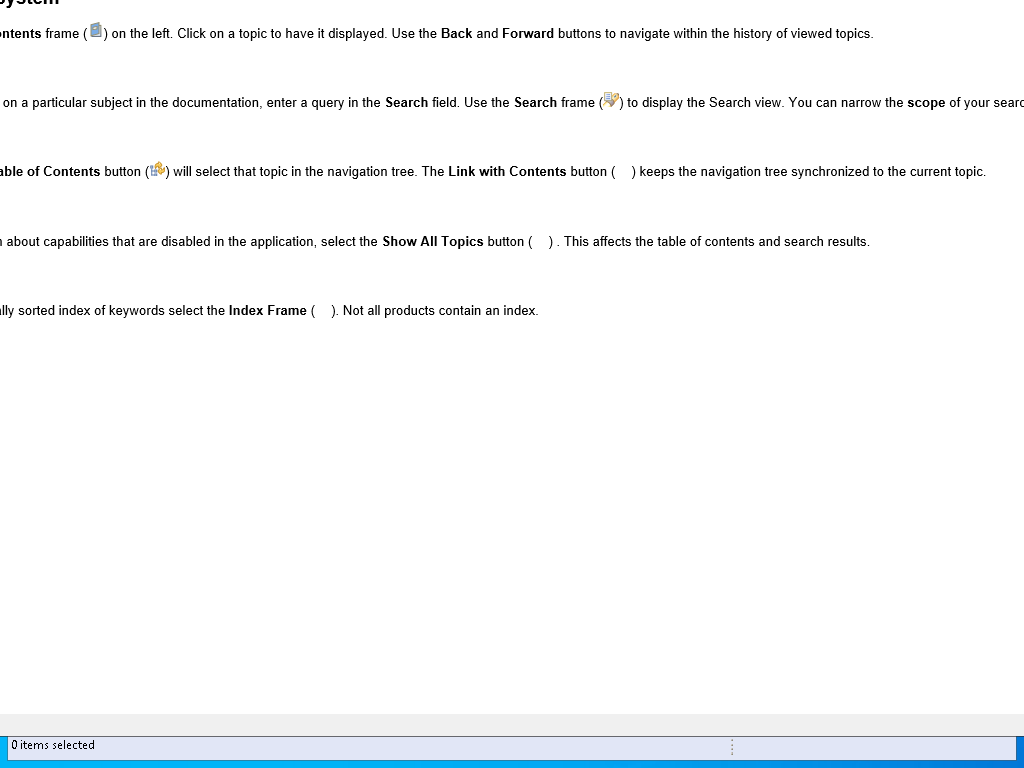 ontents frame ( ) on the left. Click on a topic to have it displayed. Use the Back and Forward buttons to navigate within the history of viewed topics.
on a particular subject in the documentation, enter a query in the Search field. Use the Search frame ( ) to display the Search view. You can narrow the scope of your searc
able of Contents button ( ) will select that topic in the navigation tree. The Link with Contents button ( ) keeps the navigation tree synchronized to the current topic.
about capabilities that are disabled in the application, select the Show All Topics button ( ) . This affects the table of contents and search results.
lly sorted index of keywords select the Index Frame ( ). Not all products contain an index.
0 items selected